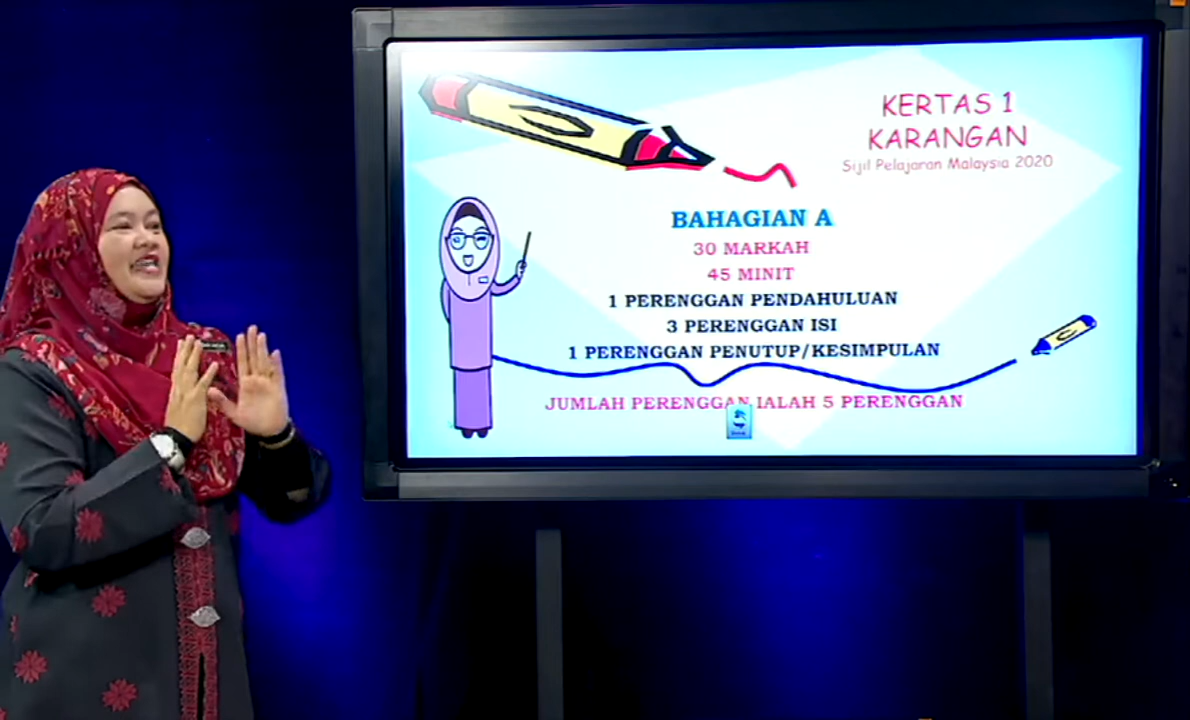 KERTAS 1
KARANGAN
Sijil Pelajaran Malaysia 2020
BAHAGIAN A
30 MARKAH
45 MINIT
1 PERENGGAN PENDAHULUAN
3 PERENGGAN ISI
1 PERENGGAN PENUTUP/KESIMPULAN
JUMLAH PERENGGAN IALAH 5 PERENGGAN